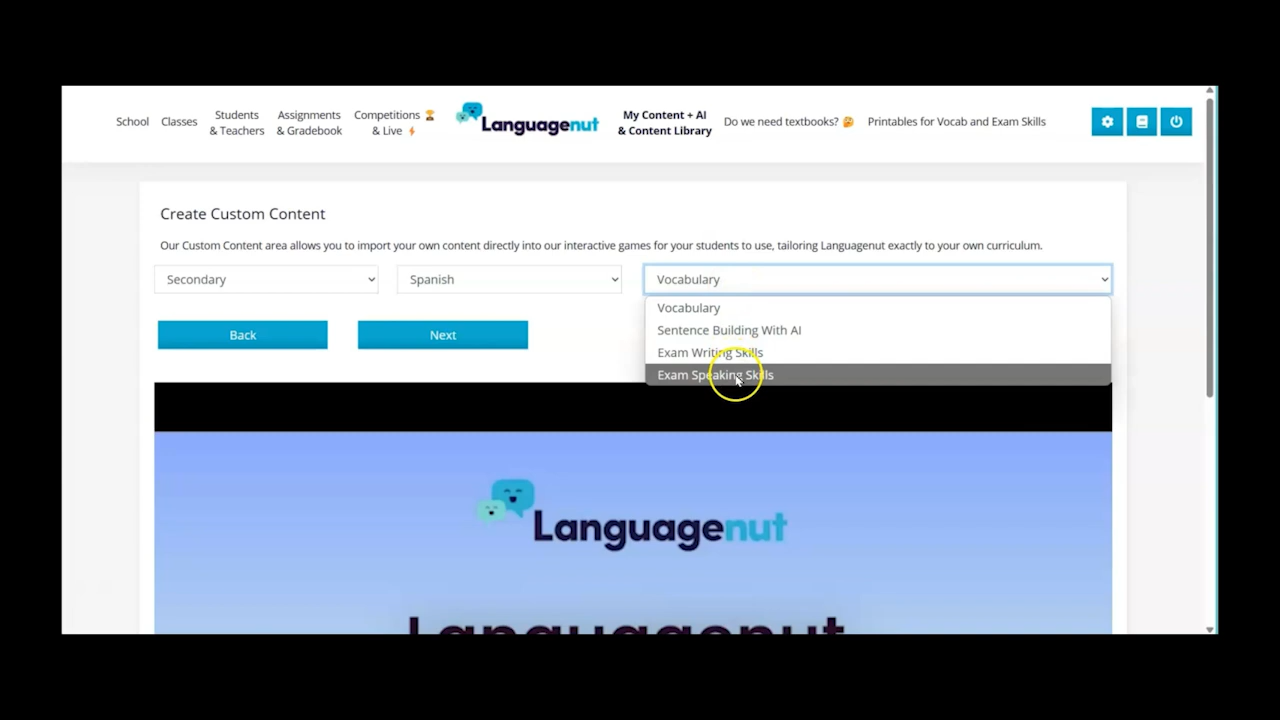 School
Classes
Students
& Teachers
Assignments
& Gradebook
Competitions
& Live
Languagenut
My Content + AI
& Content Library
Do we need textbooks?
Printables for Vocab and Exam Skills
Create Custom Content
Our Custom Content area allows you to import your own content directly into our interactive games for your students to use, tailoring Languagenut exactly to your own curriculum.
Secondary
Spanish
Vocabulary
Vocabulary
Sentence Building With AI
Exam Writing Skills
Exam Speaking Skills
Back
Next
Languagenut
Languagenut